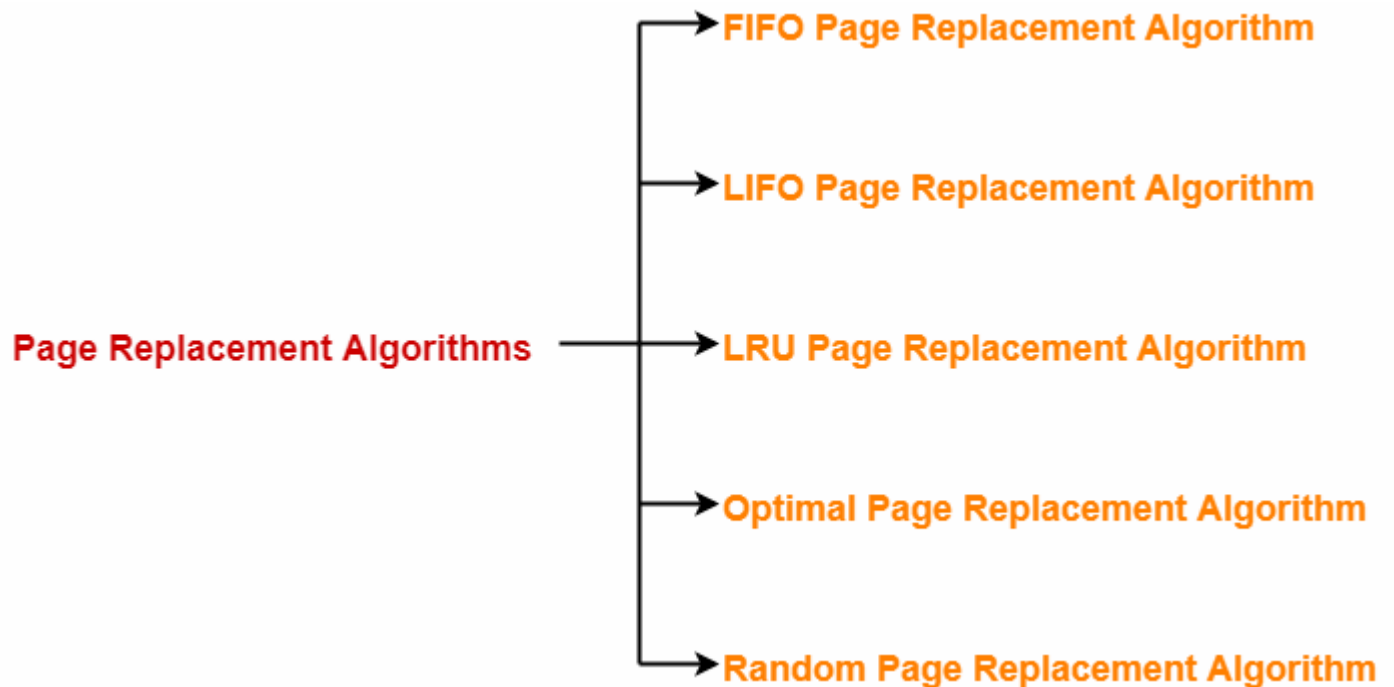 FIFO Page Replacement Algorithm
LIFO Page Replacement Algorithm
Page Replacement Algorithms
LRU Page Replacement Algorithm
Optimal Page Replacement Algorithm
Random Page Replacement Algorithm